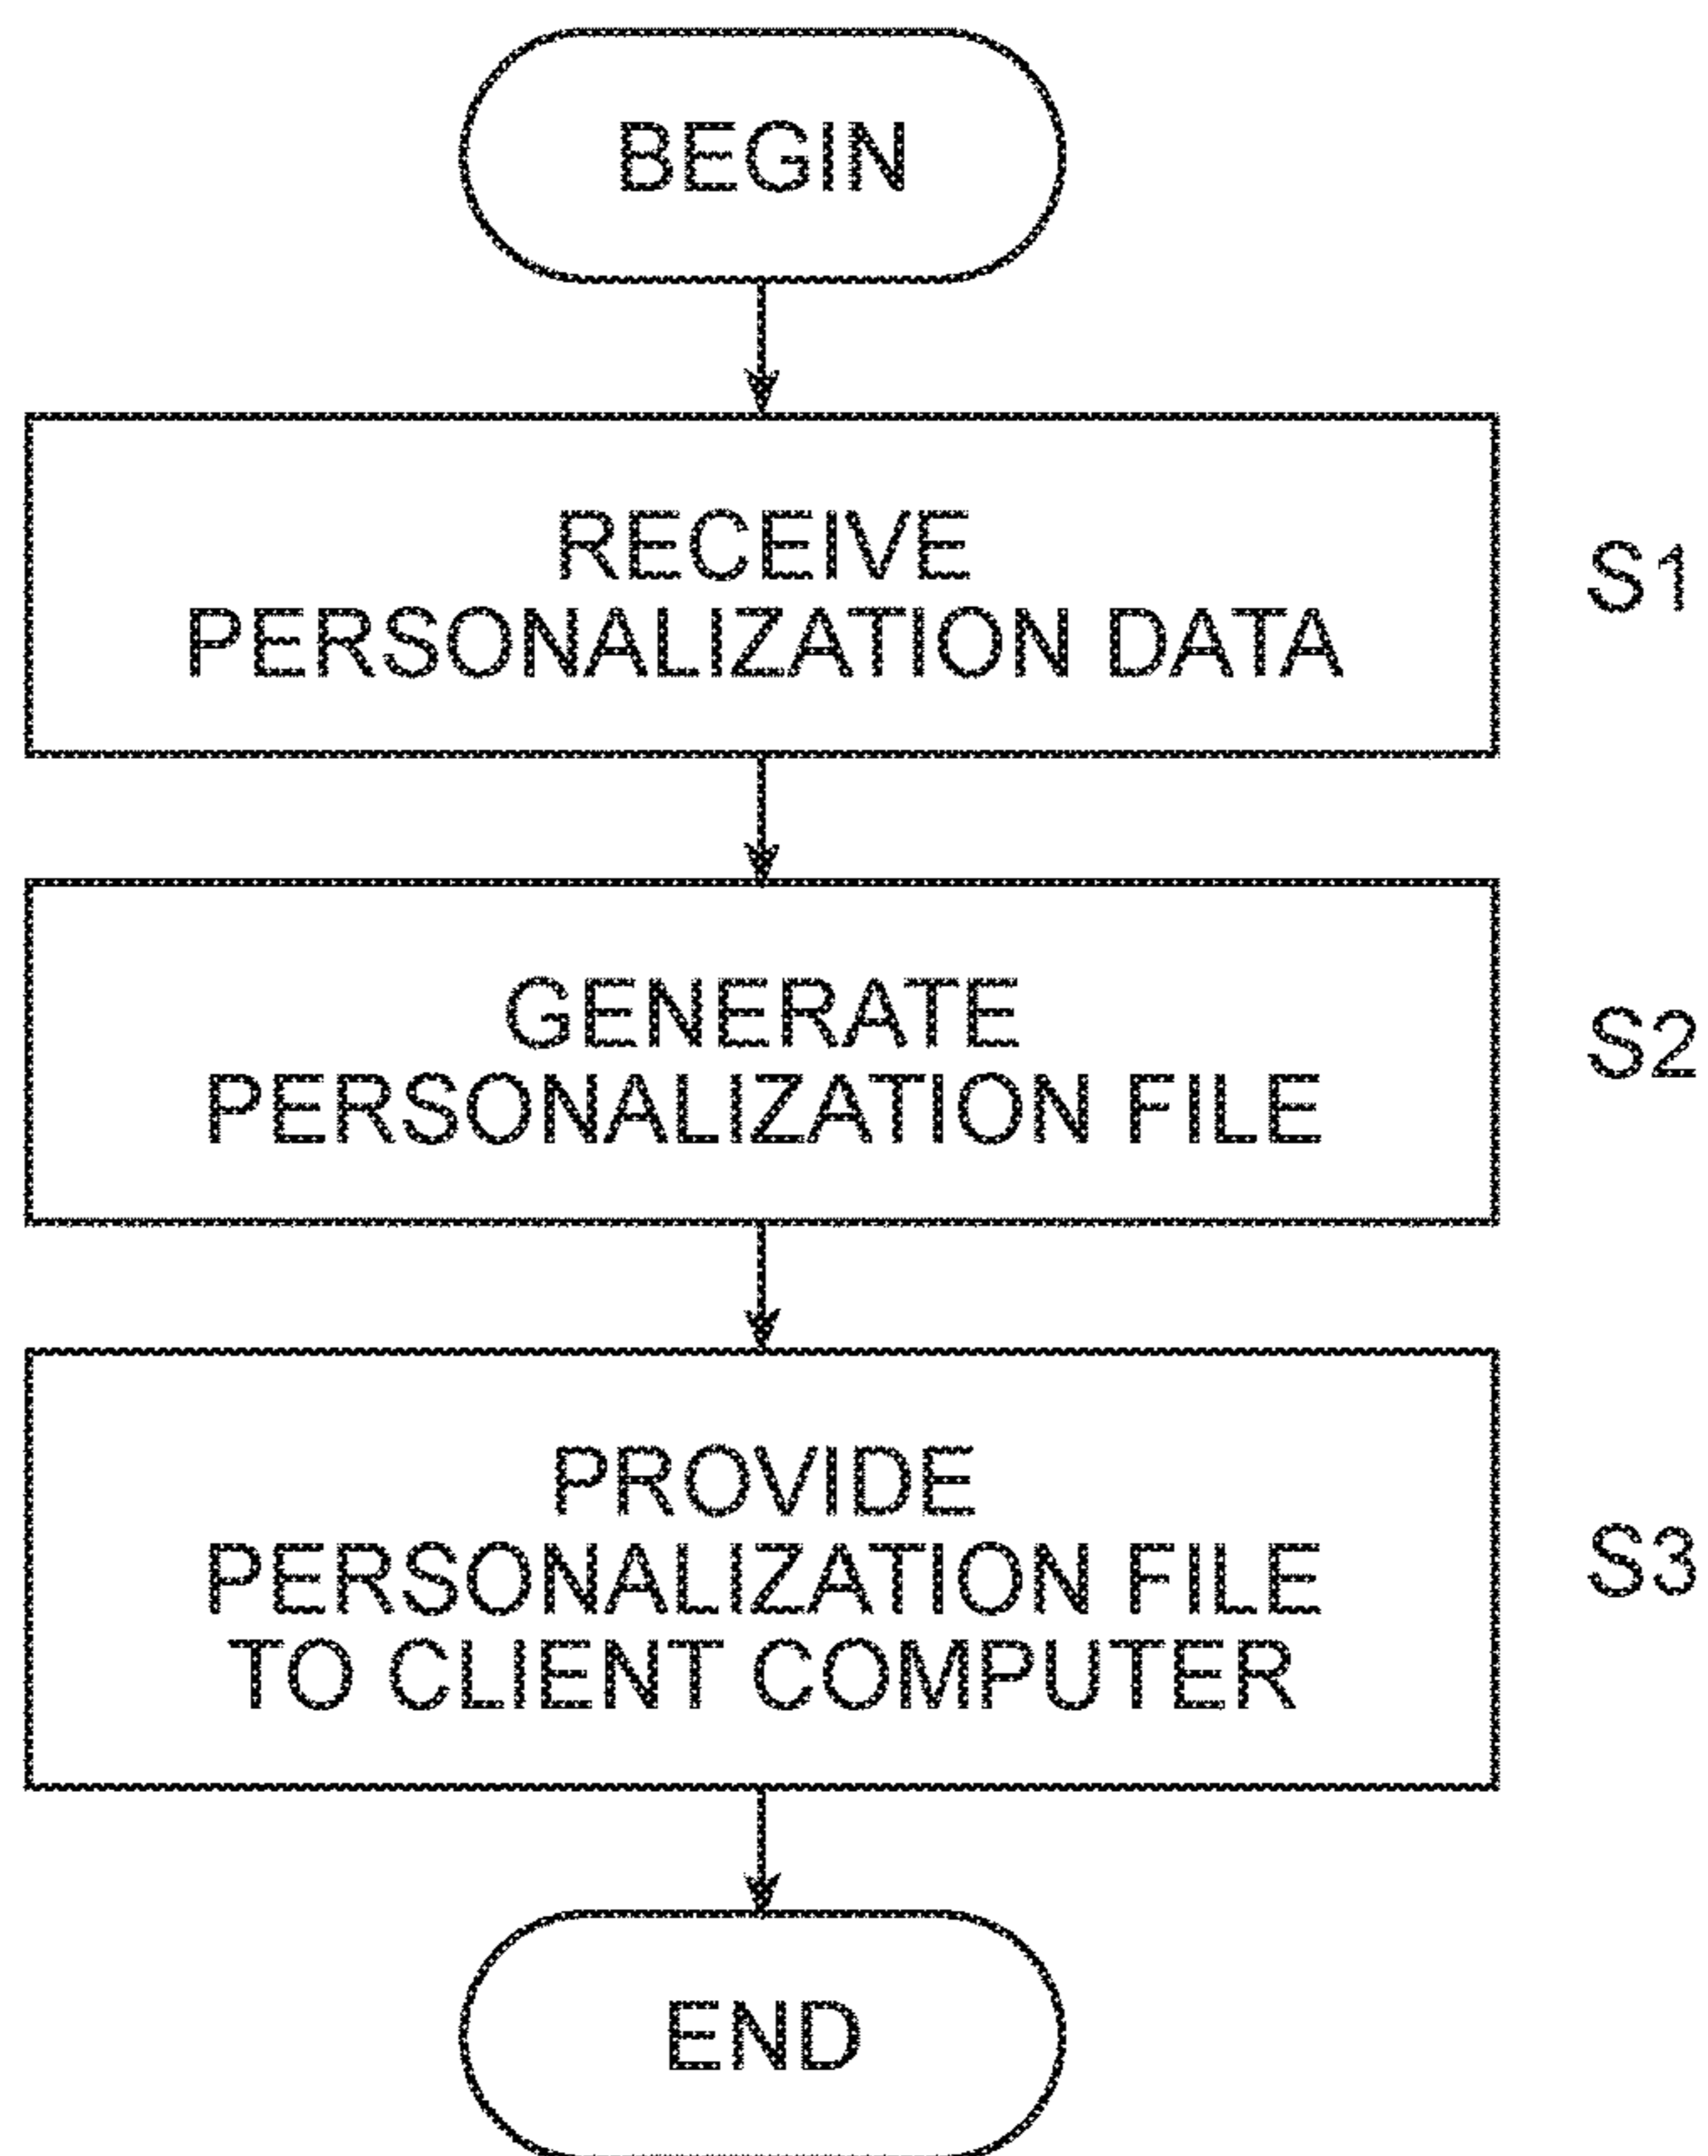 BEGIN
RECEIVE
PERSONALIZATION DATA
S1
GENERATE
PERSONALIZATION FILE
S2
PROVIDE
PERSONALIZATION FILE
TO CLIENT COMPUTER
S3
END